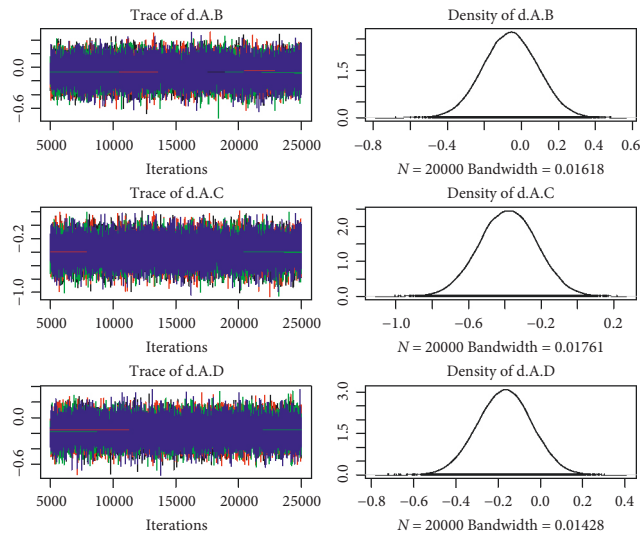 Trace of d.A.B
0.0
−0.6
5000 10000 15000 20000 25000
Iterations
Density of d.A.B
1.5
0.0
−0.8 −0.4 0.0 0.2 0.4 0.6
N = 20000 Bandwidth = 0.01618
Trace of d.A.C
−0.2
−1.0
5000 10000 15000 20000 25000
Iterations
Density of d.A.C
2.0
1.0
0.0
−1.0 −0.6 −0.2 0.2
N = 20000 Bandwidth = 0.01761
Trace of d.A.D
0.0
−0.6
5000 10000 15000 20000 25000
Iterations
Density of d.A.D
3.0
1.5
0.0
−0.8 −0.6 −0.4 −0.2 0.0 0.2 0.4
N = 20000 Bandwidth = 0.01428